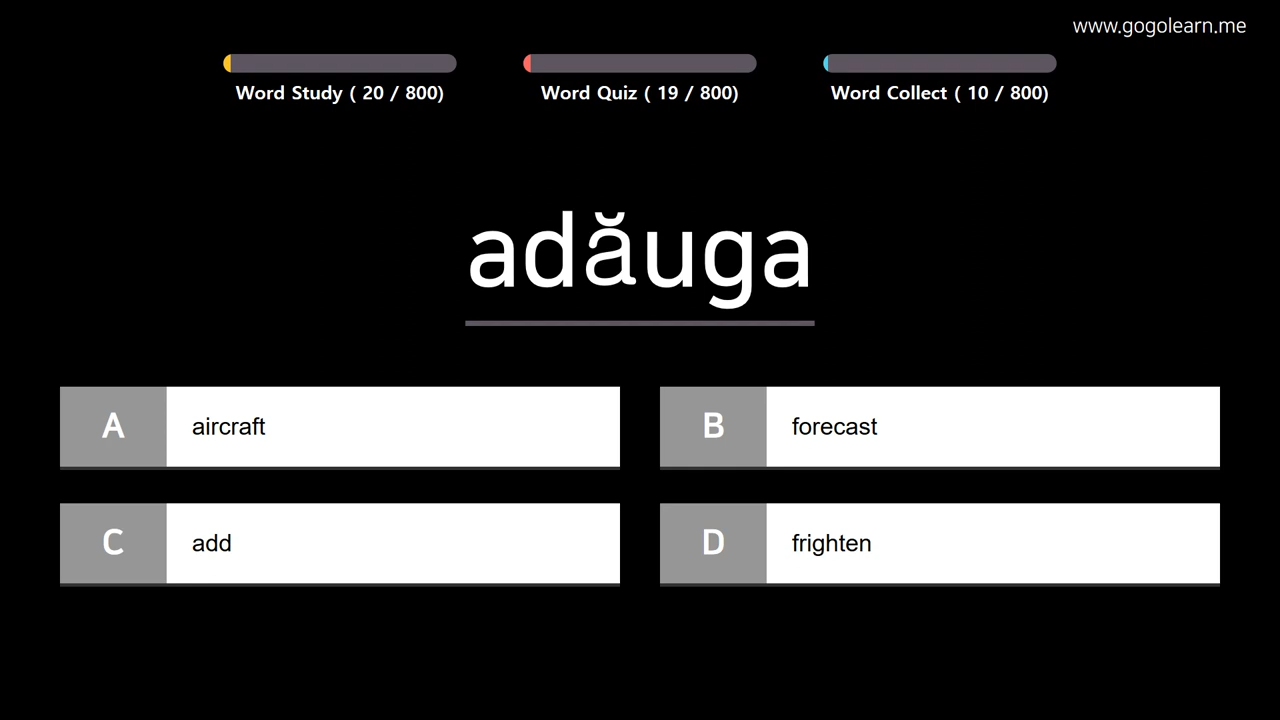 www.gogolearn.me
Word Study ( 20 / 800)
Word Quiz ( 19 / 800)
Word Collect ( 10 / 800)
adăuga
A aircraft
B forecast
C add
D frighten